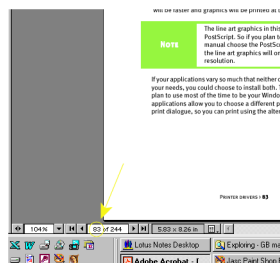 will be faster and graphics will be printed at
NOTE
The line art graphics in this
PostScript. So if you plan to
manual choose the PostSc
the line art graphics will on
resolution.
If your applications vary so much that neither
your needs, you could choose to install both.
plan to use most of the time to be your Windo
applications allow you to choose a different p
print dialogue, so you can print using the alte
PRINTER DRIVERS I 83
104% 83 of 244 5.83 x 8.26 in
Lotus Notes Desktop Exploring - GB ma
Adobe Acrobat - [ Jasc Paint Shop